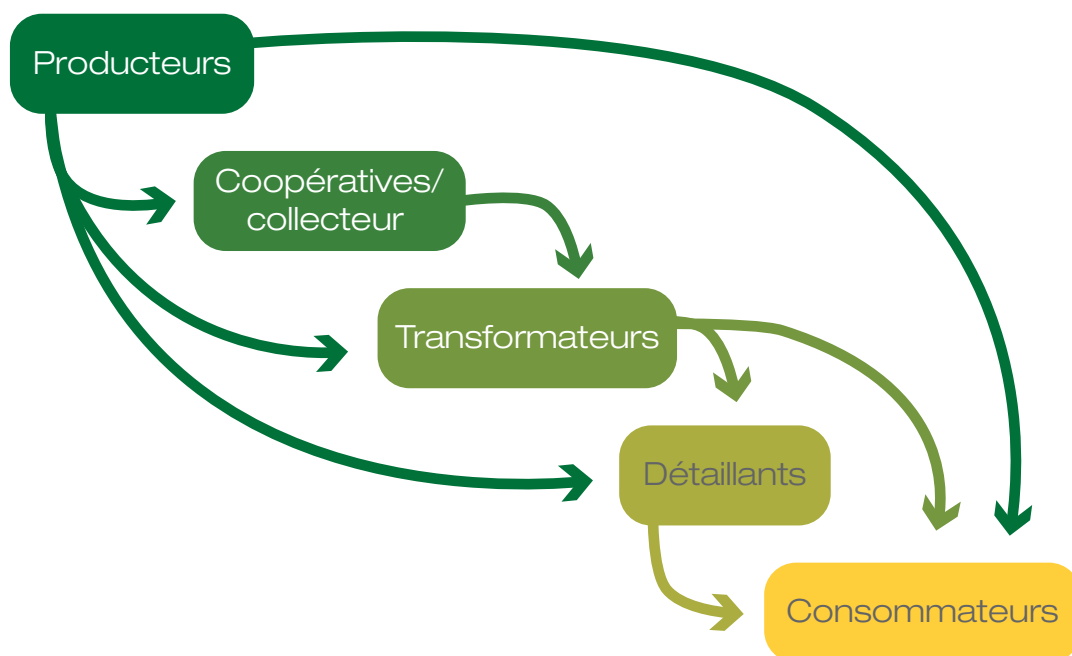 Producteurs
Coopératives/
collecteur
Transformateurs
Détaillants
Consommateurs